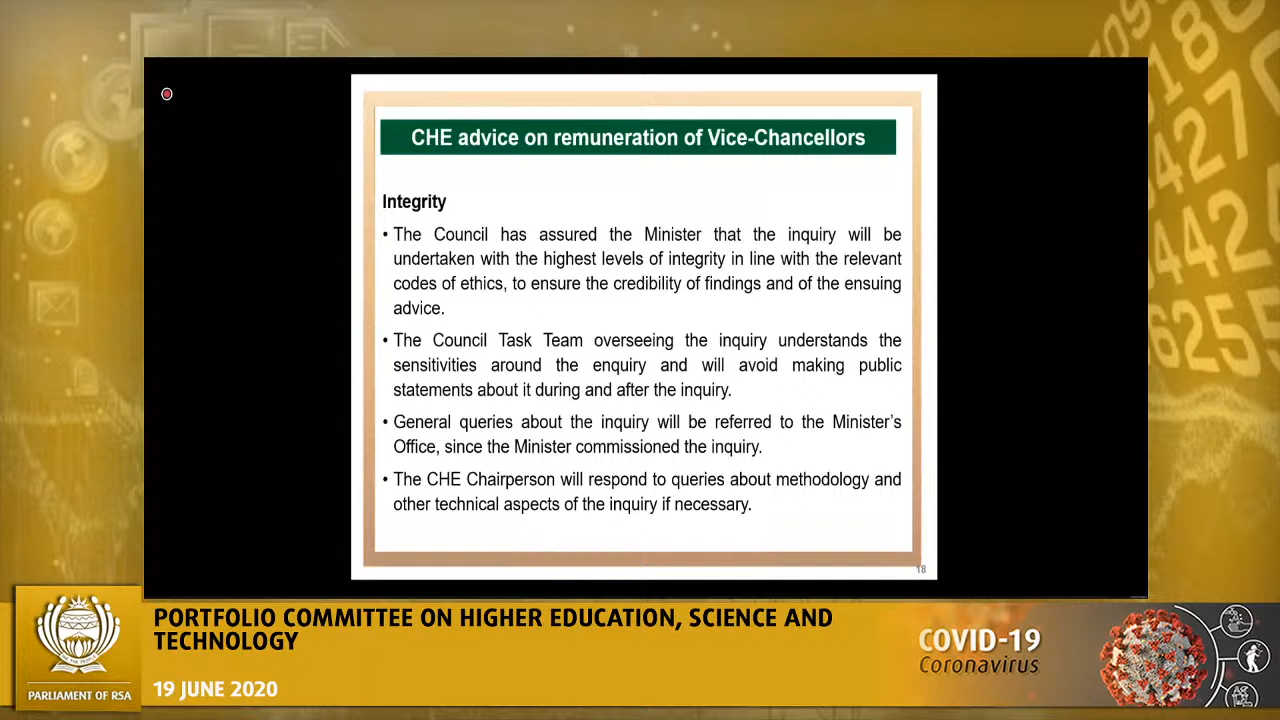 CHE advice on remuneration of Vice-Chancellors
Integrity
• The Council has assured the Minister that the inquiry will be
undertaken with the highest levels of integrity in line with the relevant
codes of ethics, to ensure the credibility of findings and of the ensuing
advice.
• The Council Task Team overseeing the inquiry understands the
sensitivities around the enquiry and will avoid making public
statements about it during and after the inquiry.
• General queries about the inquiry will be referred to the Minister's
Office, since the Minister commissioned the inquiry.
• The CHE Chairperson will respond to queries about methodology and
other technical aspects of the inquiry if necessary.
18
PORTFOLIO COMMITTEE ON HIGHER EDUCATION, SCIENCE AND
TECHNOLOGY
19 JUNE 2020
PARLIAMENT OF RSA
COVID-19
Coronavirus